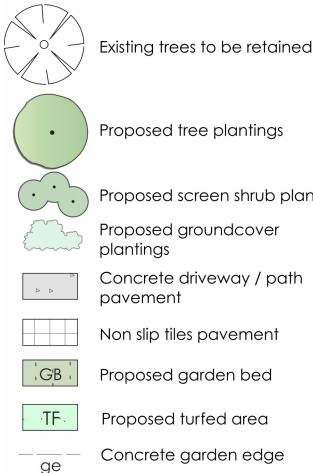 Existing trees to be retained
Proposed tree plantings
Proposed screen shrub plan
Proposed groundcover
plantings
Concrete driveway / path
pavement
Non slip tiles pavement
GB Proposed garden bed
TF Proposed turfed area
Concrete garden edge
ge